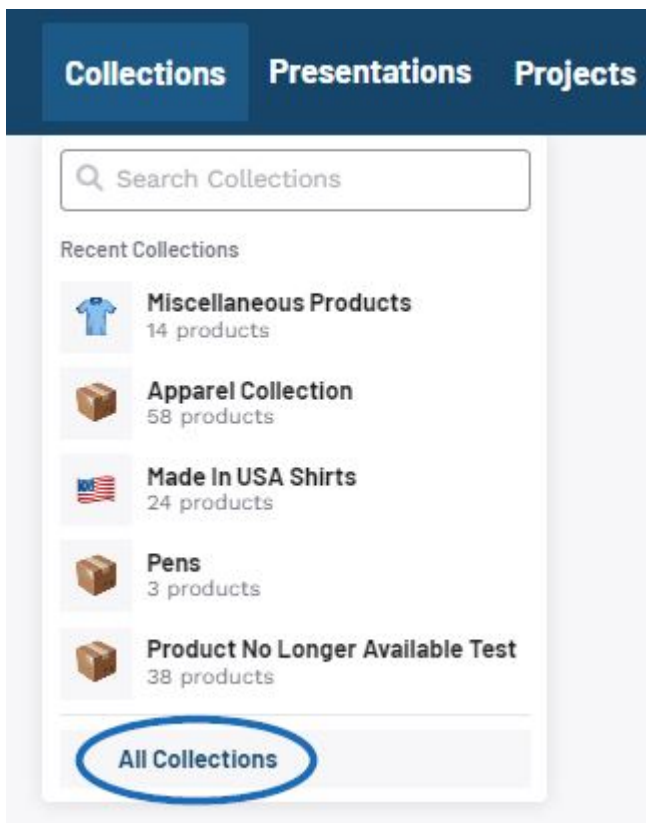 Collections Presentations Projects
Search Collections
Recent Collections
Miscellaneous Products
14 products
Apparel Collection
58 products
Made In USA Shirts
24 products
Pens
3 products
Product No Longer Available Test
38 products
All Collections